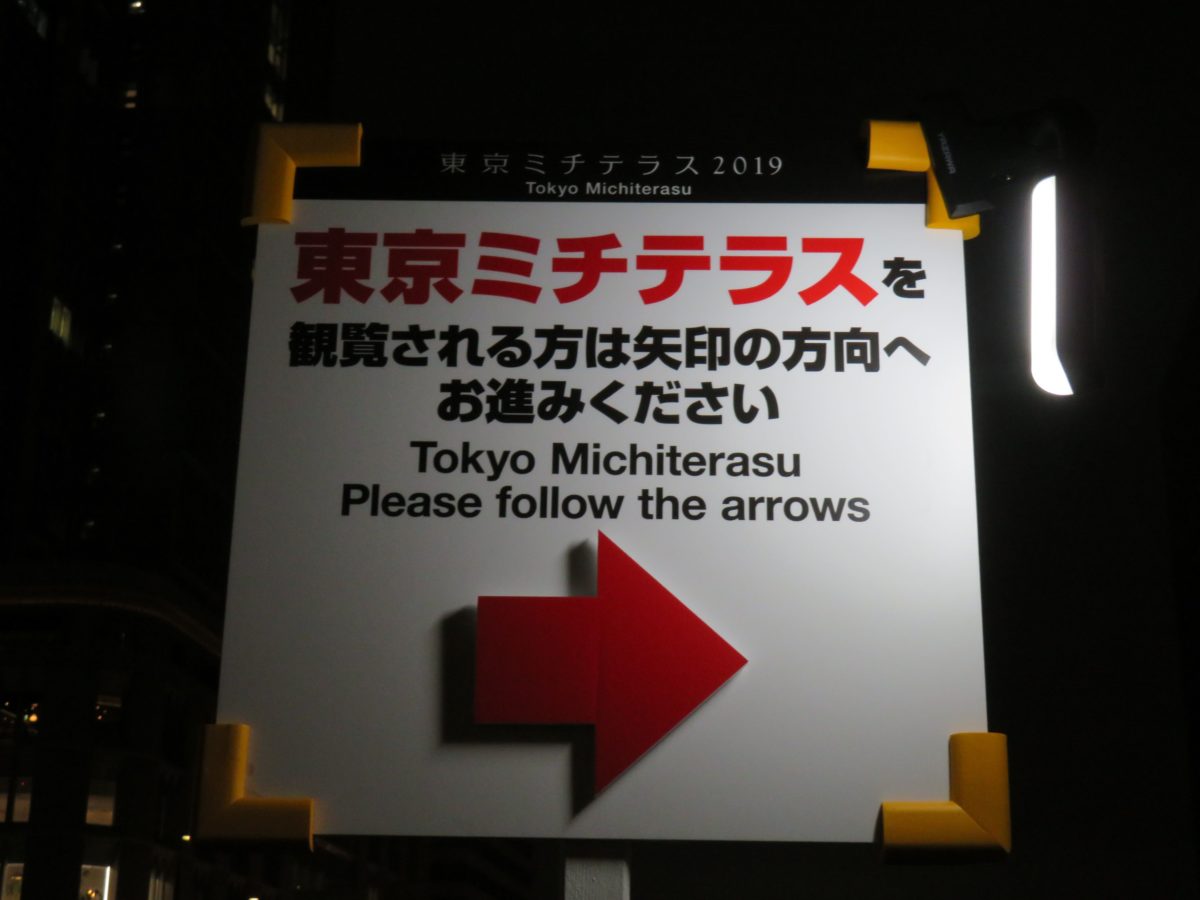 東京ミチテラス2019
Tokyo Michiterasu
東京ミチテラスを
観覧される方は矢印の方向へ
お進みください
Tokyo Michiterasu
Please follow the arrows